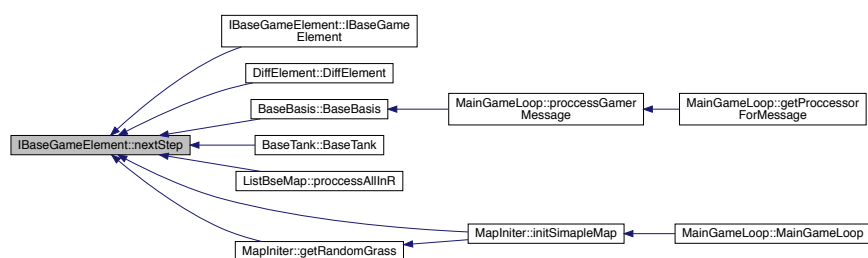 IBaseGameElement::IBaseGame
Element
DiffElement::DiffElement
BaseBasis::BaseBasis
MainGameLoop::proccessGamer
Message
MainGameLoop::getProccessor
ForMessage
IBaseGameElement::nextStep
BaseTank::BaseTank
ListBseMap::proccessAllInR
MapIniter::initSimapleMap
MainGameLoop::MainGameLoop
MapIniter::getRandomGrass